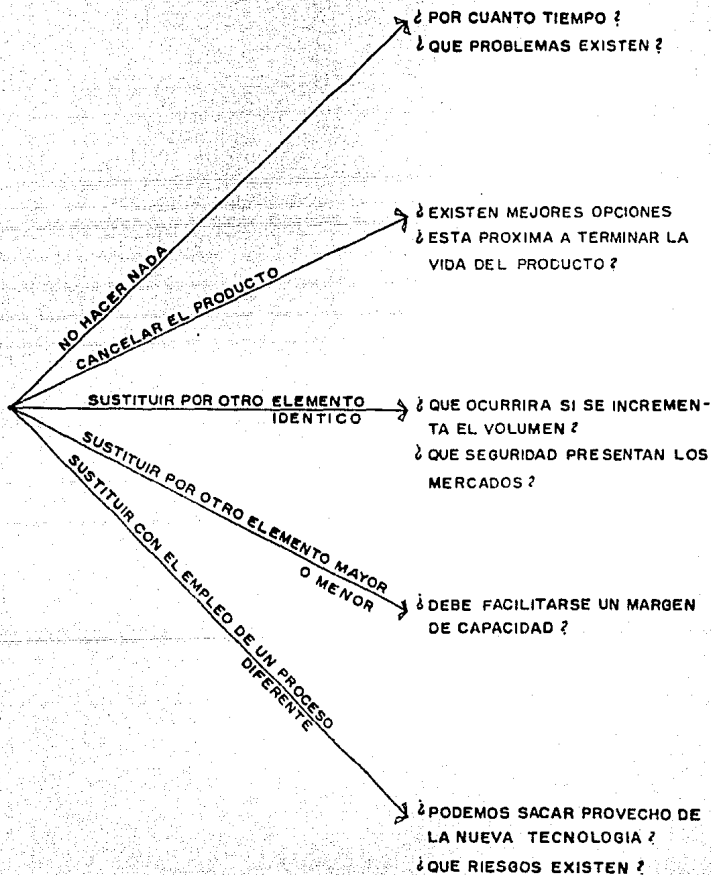 ¿ POR CUANTO TIEMPO ?
¿ QUE PROBLEMAS EXISTEN ?
NO HACER NADA
¿ EXISTEN MEJORES OPCIONES
¿ ESTA PROXIMA A TERMINAR LA
VIDA DEL PRODUCTO ?
CANCELAR EL PRODUCTO
SUSTITUIR POR OTRO ELEMENTO
IDENTICO
¿ QUE OCURRIRA SI SE INCREMEN-
TA EL VOLUMEN ?
¿ QUE SEGURIDAD PRESENTAN LOS
MERCADOS ?
SUSTITUIR POR OTRO ELEMENTO MAYOR
O MENOR
¿ DEBE FACILITARSE UN MARGEN
DE CAPACIDAD ?
SUSTITUIR CON EL EMPLEO DE UN PROCESO
DIFERENTE
¿ PODEMOS SACAR PROVECHO DE
LA NUEVA TECNOLOGIA ?
¿ QUE RIESGOS EXISTEN ?